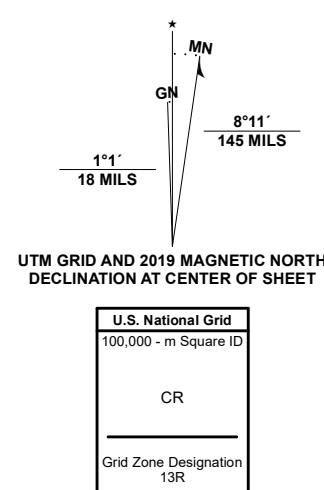 ★
MN
GN
8°11´
145 MILS
1°1´
18 MILS
UTM GRID AND 2019 MAGNETIC NORTH
DECLINATION AT CENTER OF SHEET
U.S. National Grid
100,000 - m Square ID
CR
Grid Zone Designation
13R